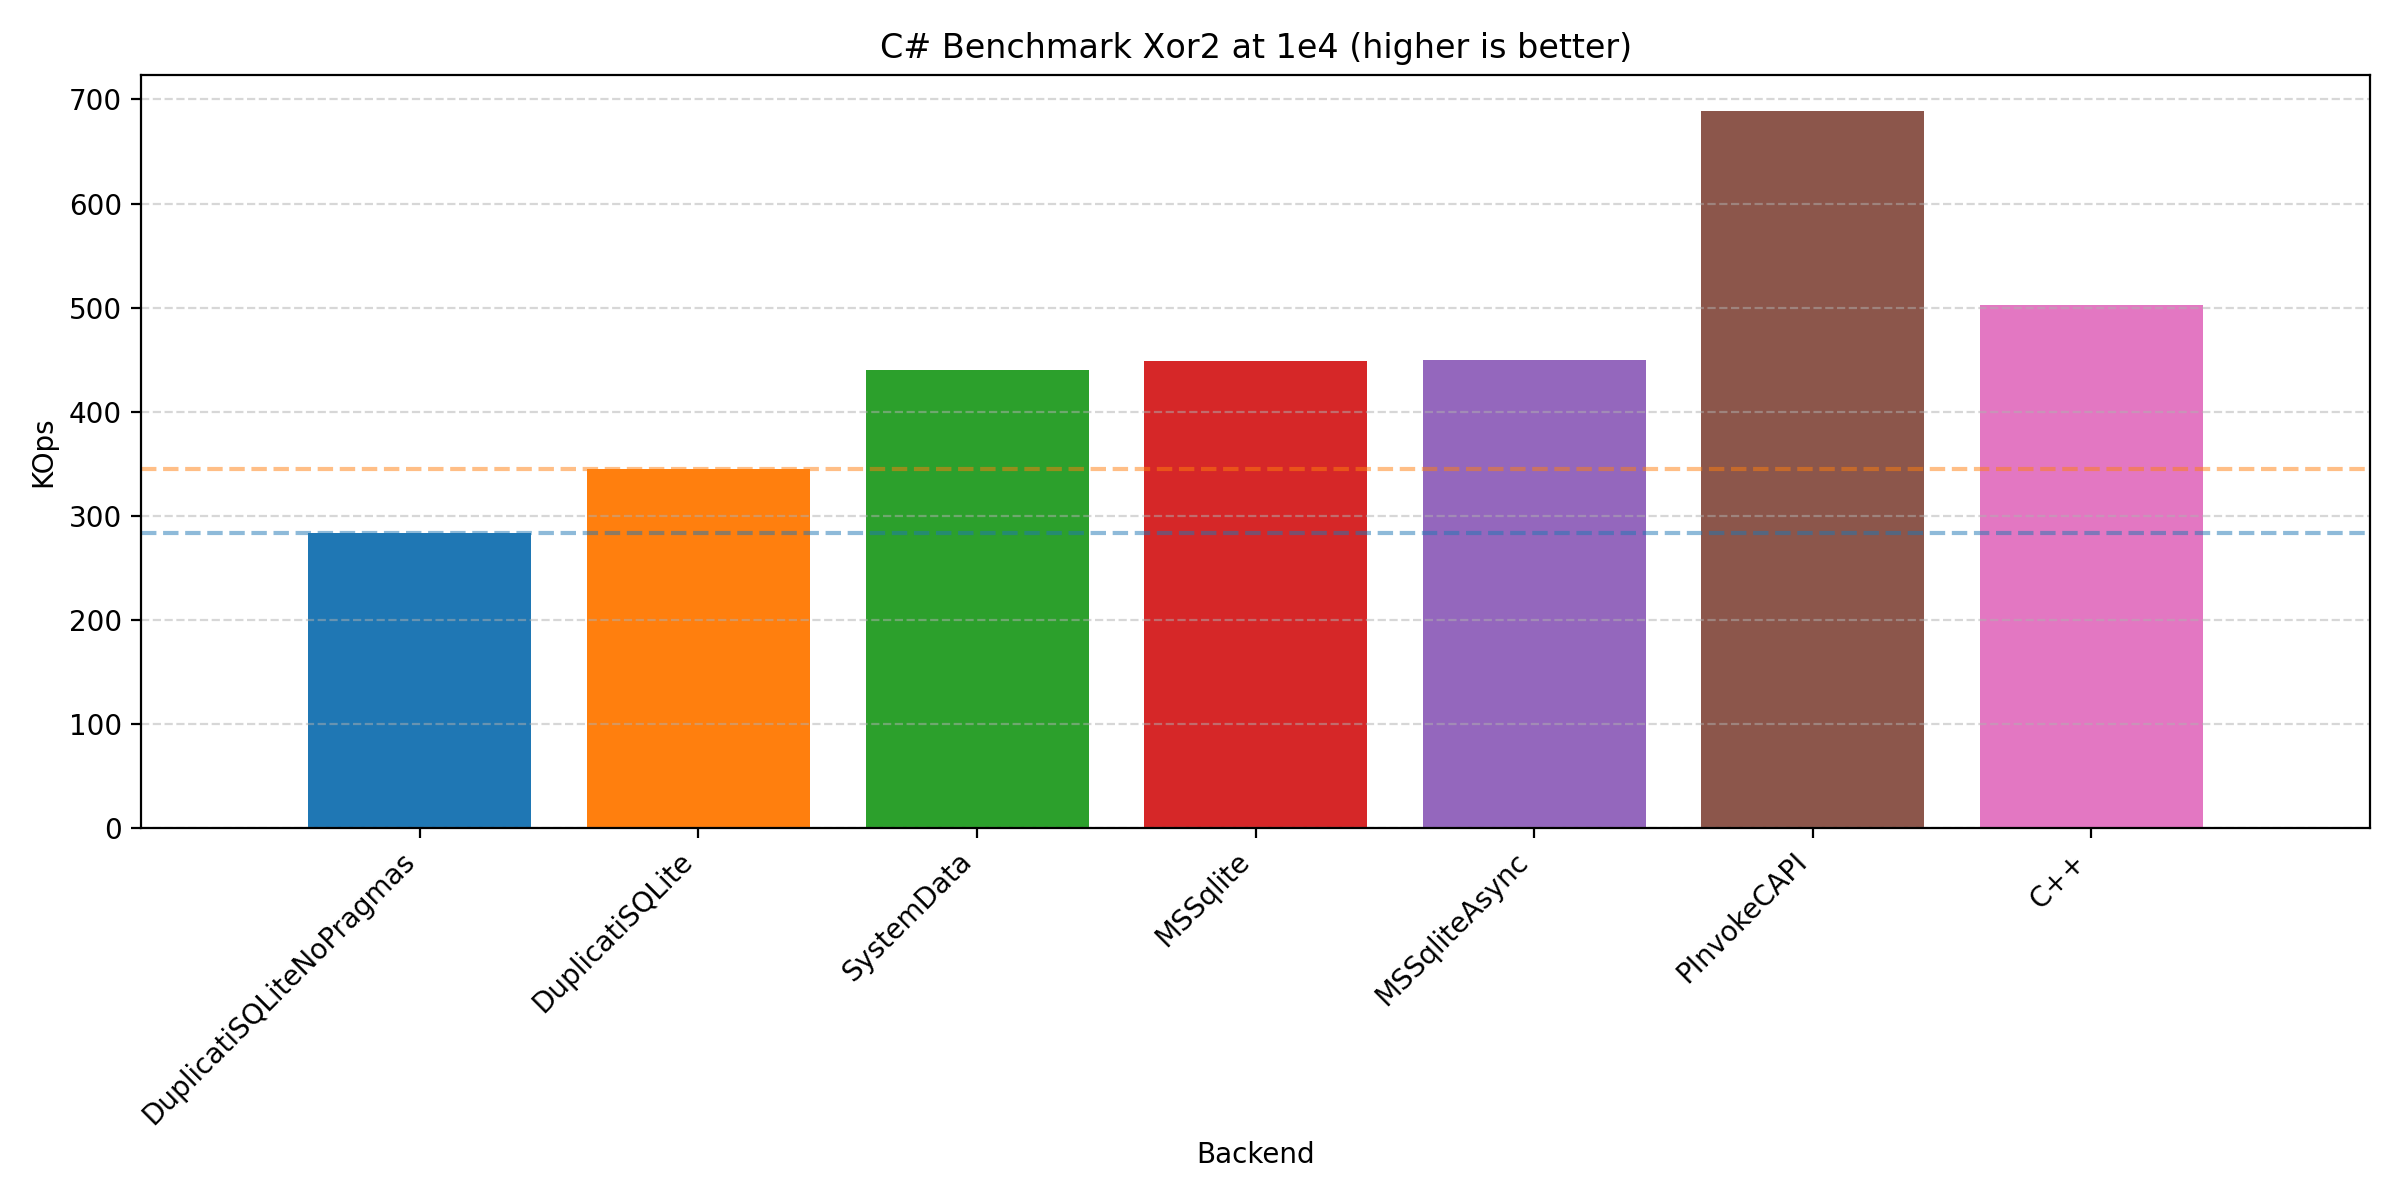 C# Benchmark Xor2 at 1e4 (higher is better)
KOps
700
600
500
400
300
200
100
0
DuplicatiSQLiteNoPragmas
DuplicatiSQLite
SystemData
MSSqlite
MSSqliteAsync
PInvokeCAPI
C++
Backend